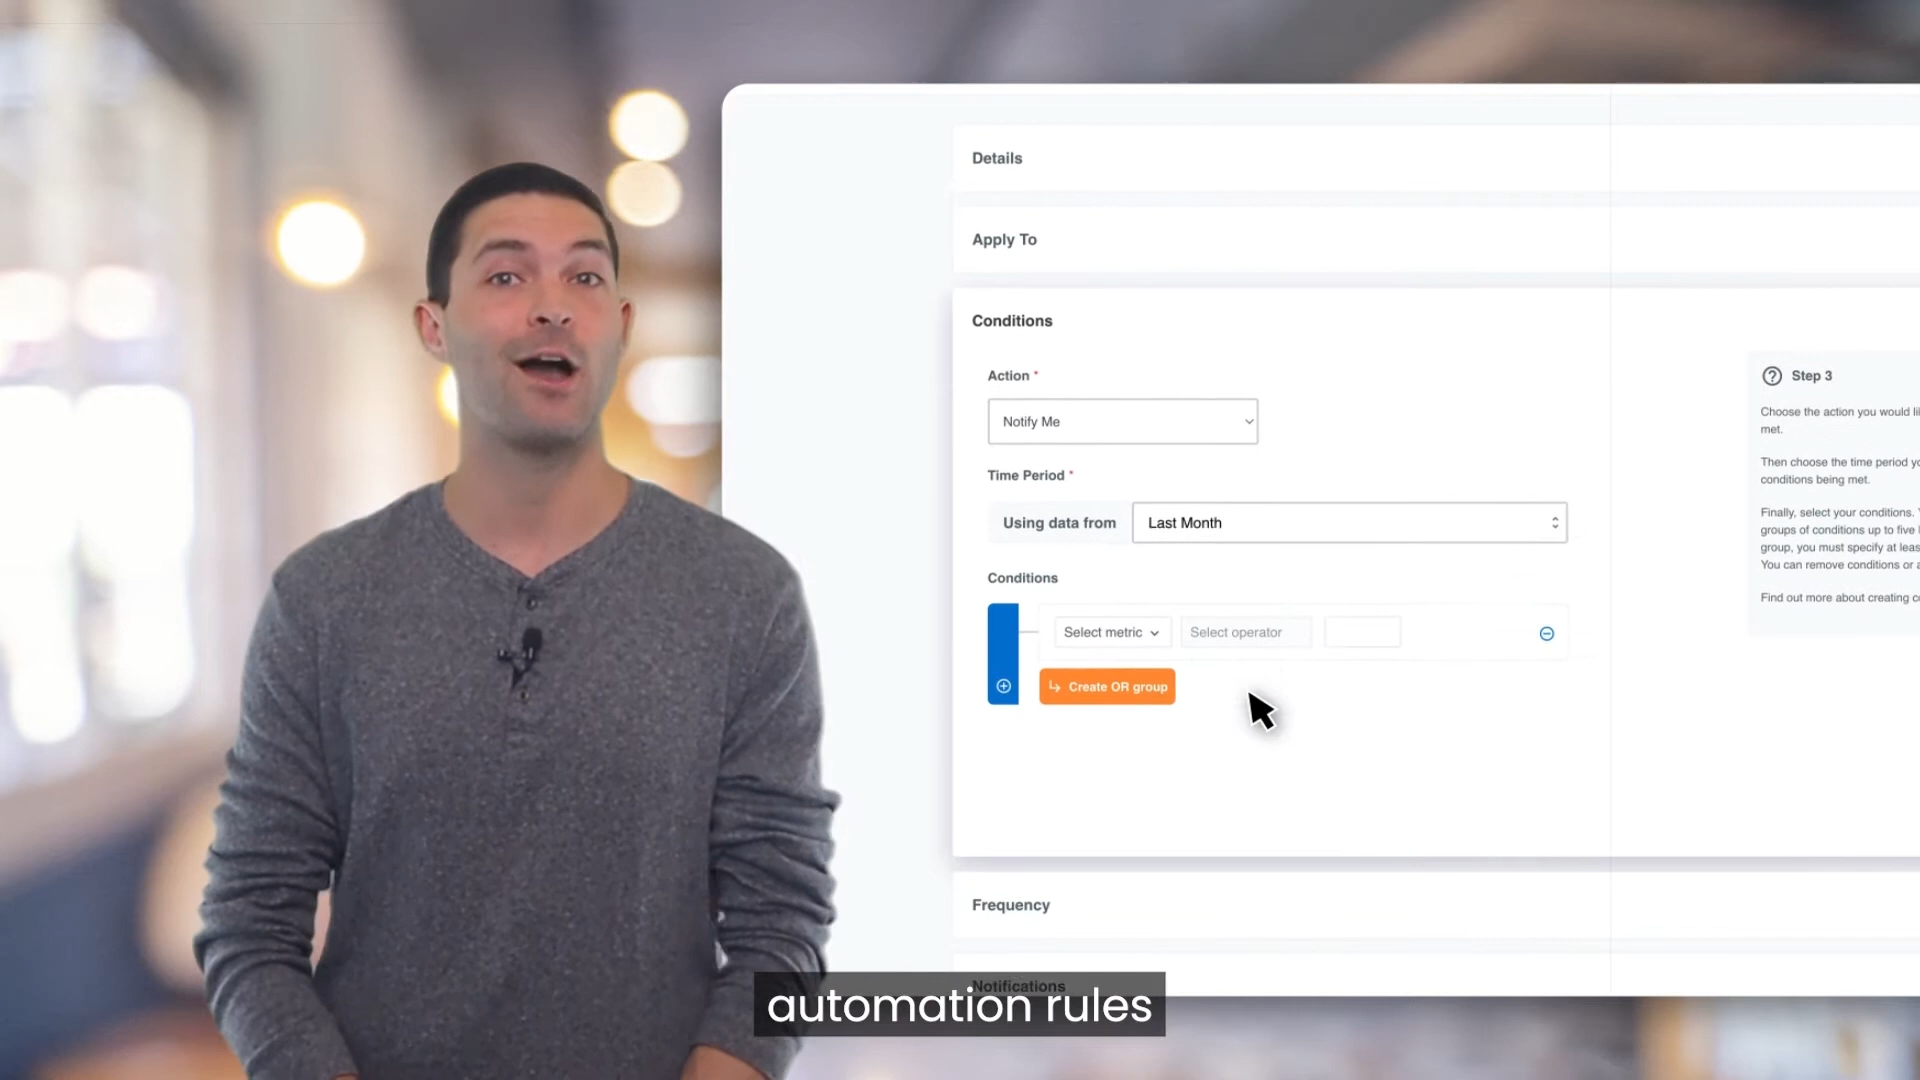 Details
Apply To
Conditions
Action *
Notify Me
Time Period *
Using data from
Last Month
Conditions
Select metric
Select operator
Create OR group
Step 3
Choose the action you would
met.
Then choose the time period
conditions being met.
Finally, select your conditions.
groups of conditions up to five
group, you must specify at
You can remove conditions or
Find out more about creating
Frequency
Notifications
automation rules